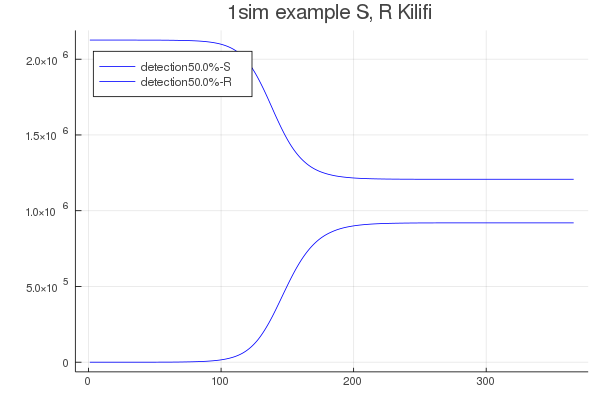 1sim example S, R Kilifi
2.0×10⁶
detection50.0%-S
detection50.0%-R
1.5×10⁶
1.0×10⁶
5.0×10⁵
0
0 100 200 300